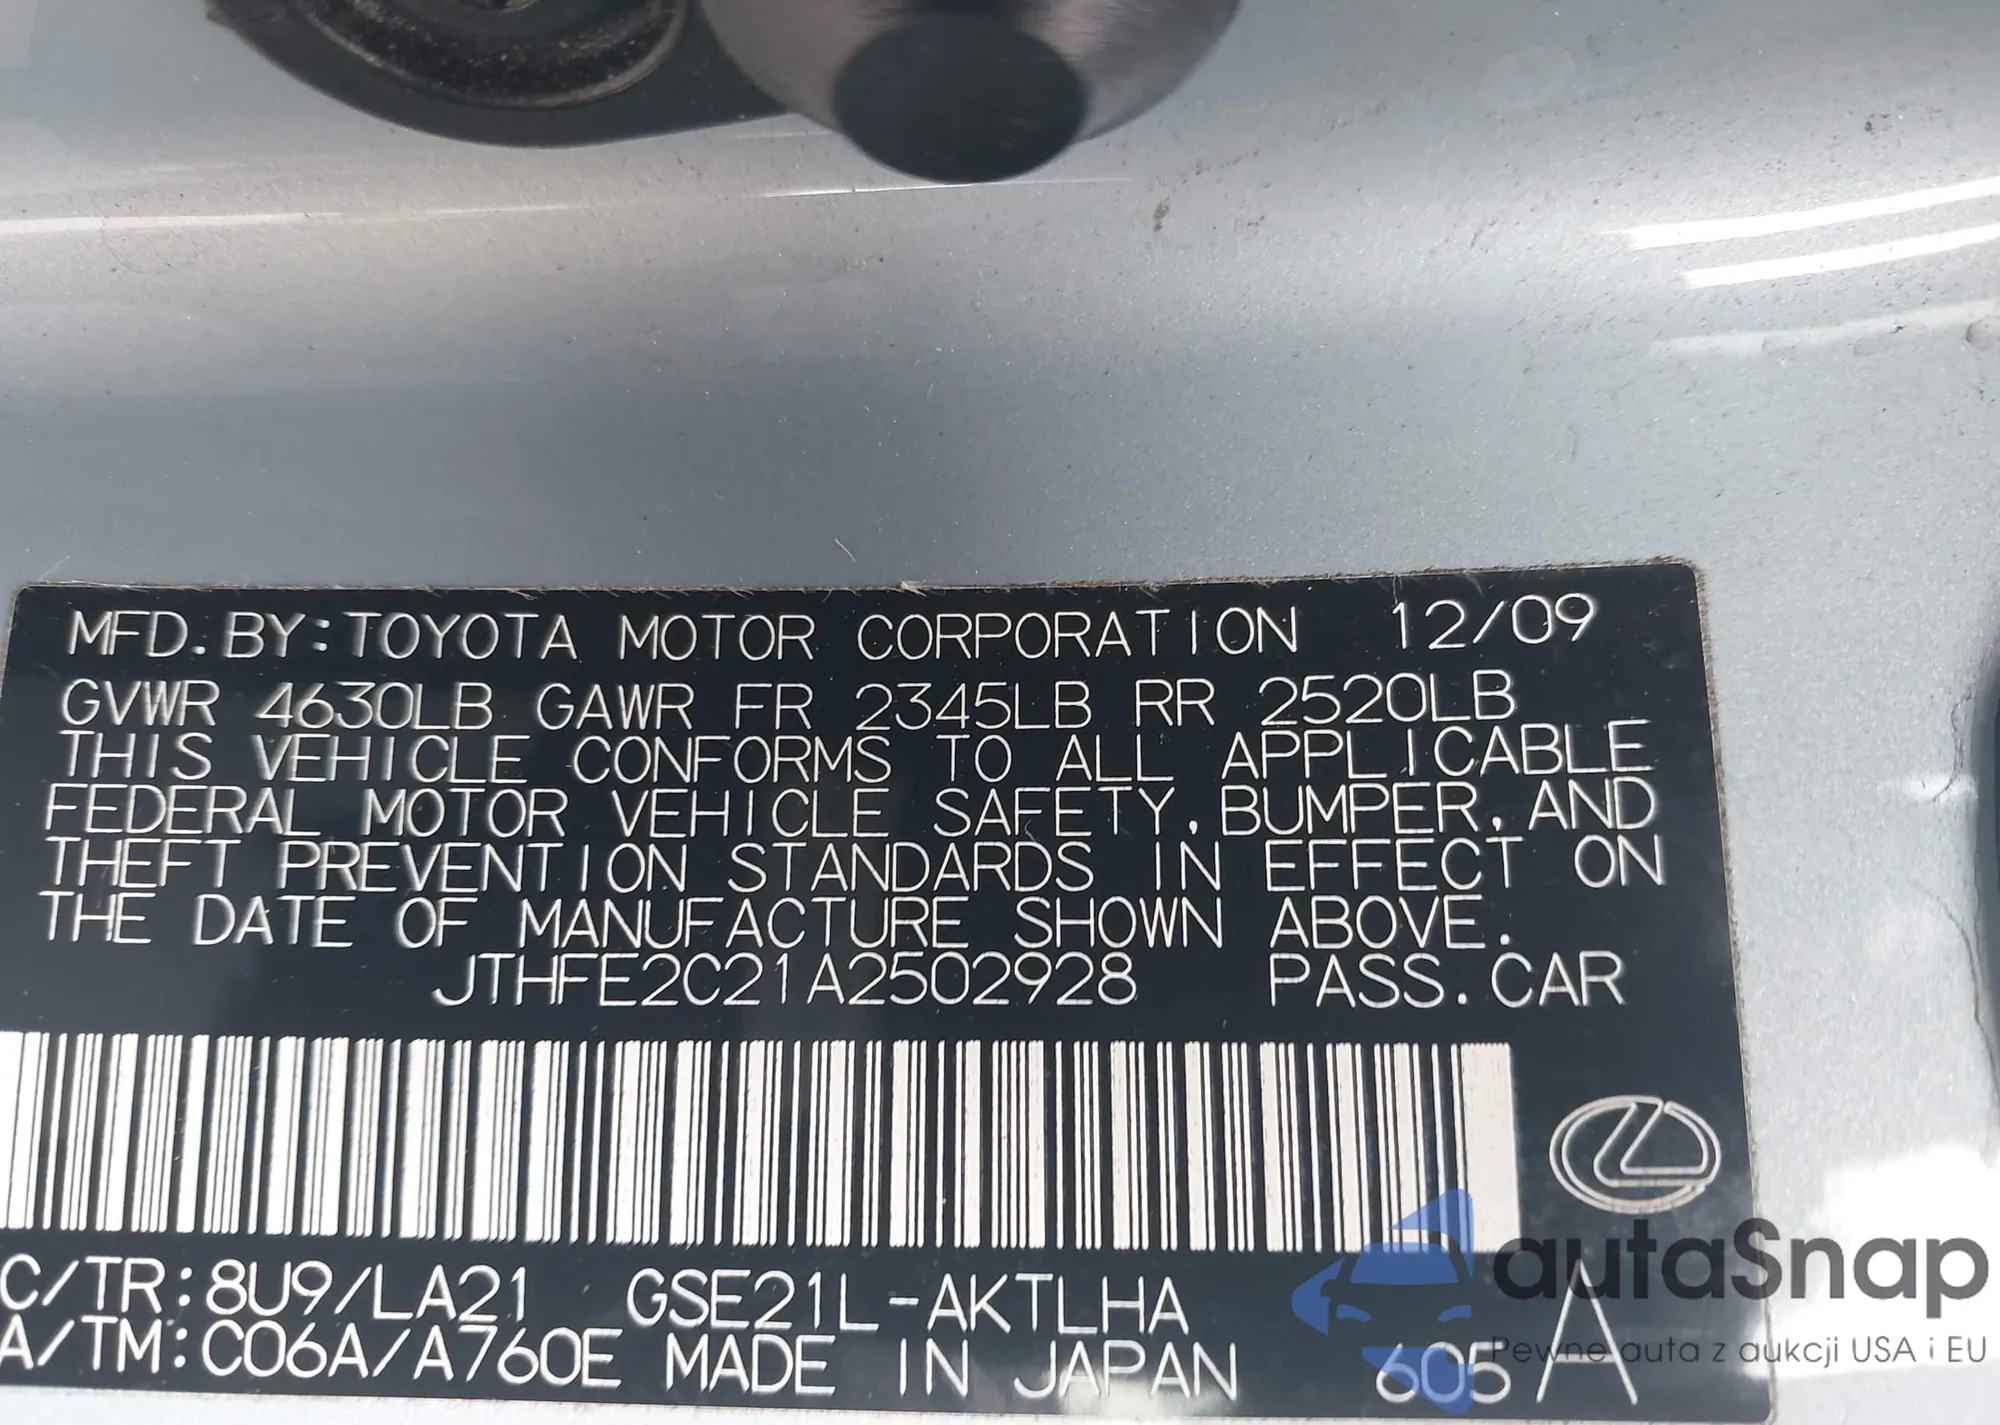 MFD. BY: TOYOTA MOTOR CORPORATION 12/09
GVWR 4630LB GAWR FR 2345LB RR 2520LB
THIS VEHICLE CONFORMS TO ALL APPLICABLE
FEDERAL MOTOR VEHICLE SAFETY, BUMPER, AND
THEFT PREVENTION STANDARDS IN EFFECT ON
THE DATE OF MANUFACTURE SHOWN ABOVE.
JTHFE2C21A2502928 PASS. CAR
C/TR: 8U9/LA21 GSE21L-AKTLHA
A/TM: C06A/A760E MADE IN JAPAN 605 A
autaSnap
Pewne auta z aukcji USA i EU